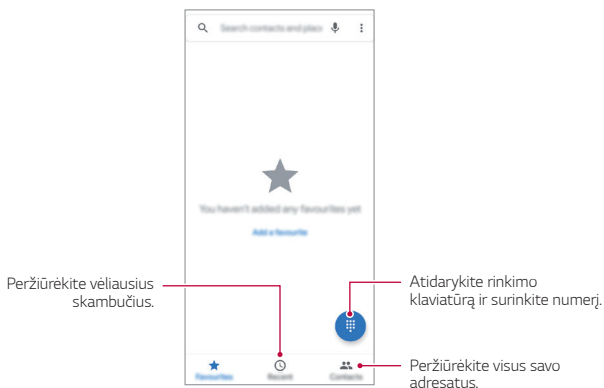 Search contacts and place
You haven't added any favourites yet
Add a favourite
Peržiūrėkite vėliausius
skambučius.
Atidarykite rinkimo
klaviatūrą ir surinkite numerį.
Favourites
Recent
Contacts
Peržiūrėkite visus savo
adresatus.